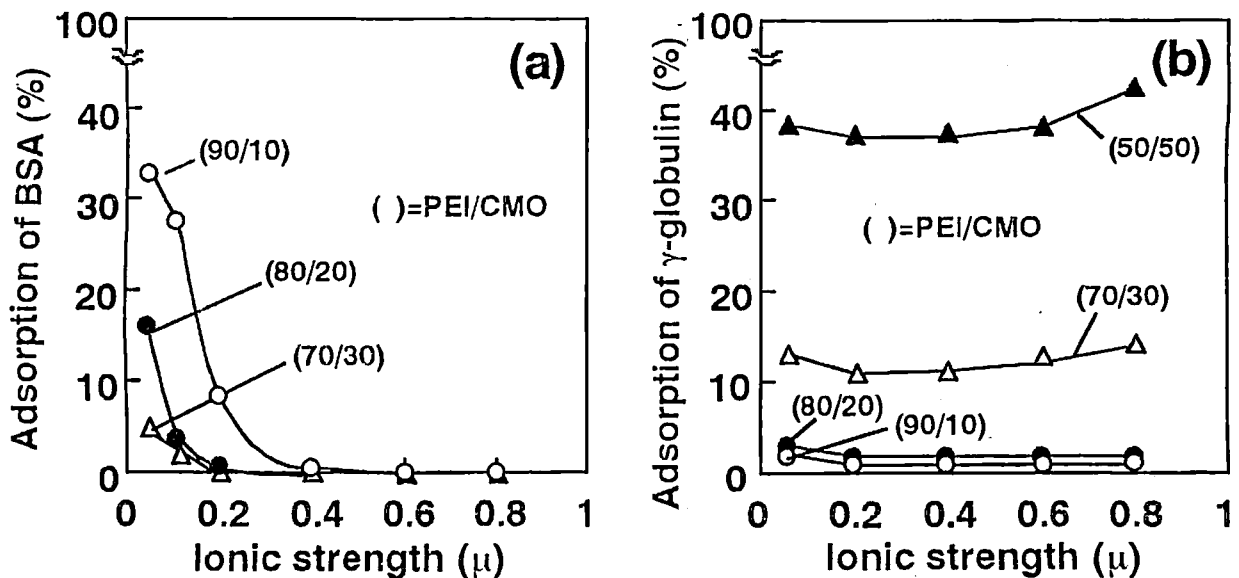 100
40
30
20
10
0
Adsorption of BSA (%)
(a)
(90/10)
( )=PEI/CMO
(80/20)
(70/30)
0 0.2 0.4 0.6 0.8 1
Ionic strength (μ)
100
40
30
20
10
0
Adsorption of γ-globulin (%)
(b)
(50/50)
( )=PEI/CMO
(70/30)
(80/20)
(90/10)
0 0.2 0.4 0.6 0.8 1
Ionic strength (μ)